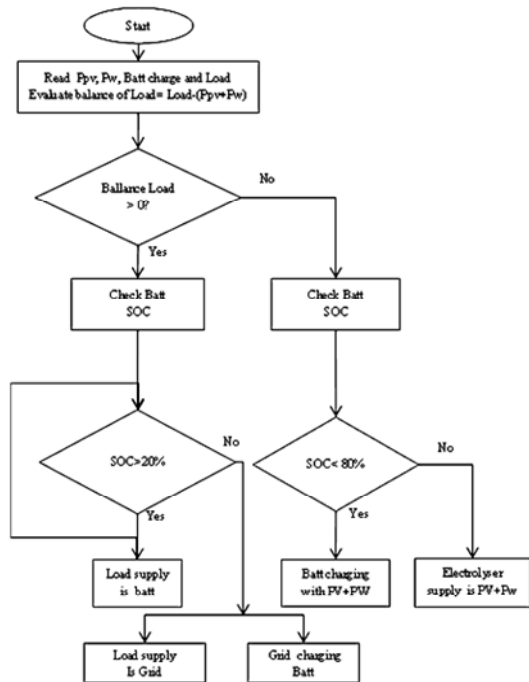 Start
Read Ppv, Pw, Batt charge and Load
Evaluate balance of Load= Load-(Ppv+Pw)
Ballance Load
> 0?
No
Yes
Check Batt
SOC
Check Batt
SOC
SOC>20%
No
Yes
SOC< 80%
No
Yes
Load supply
is batt
Batt charging
with PV+PW
Electrolyser
supply is PV+Pw
Load supply
Is Grid
Grid charging
Batt